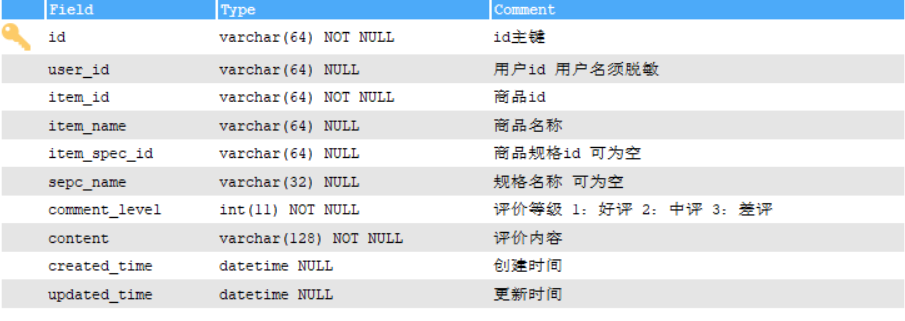 Field Type Comment
id varchar(64) NOT NULL id主键
user_id varchar(64) NULL 用户id 用户名须脱敏
item_id varchar(64) NOT NULL 商品id
item_name varchar(64) NULL 商品名称
item_spec_id varchar(64) NULL 商品规格id 可为空
sepc_name varchar(32) NULL 规格名称 可为空
comment_level int(11) NOT NULL 评价等级 1：好评 2：中评 3：差评
content varchar(128) NOT NULL 评价内容
created_time datetime NULL 创建时间
updated_time datetime NULL 更新时间